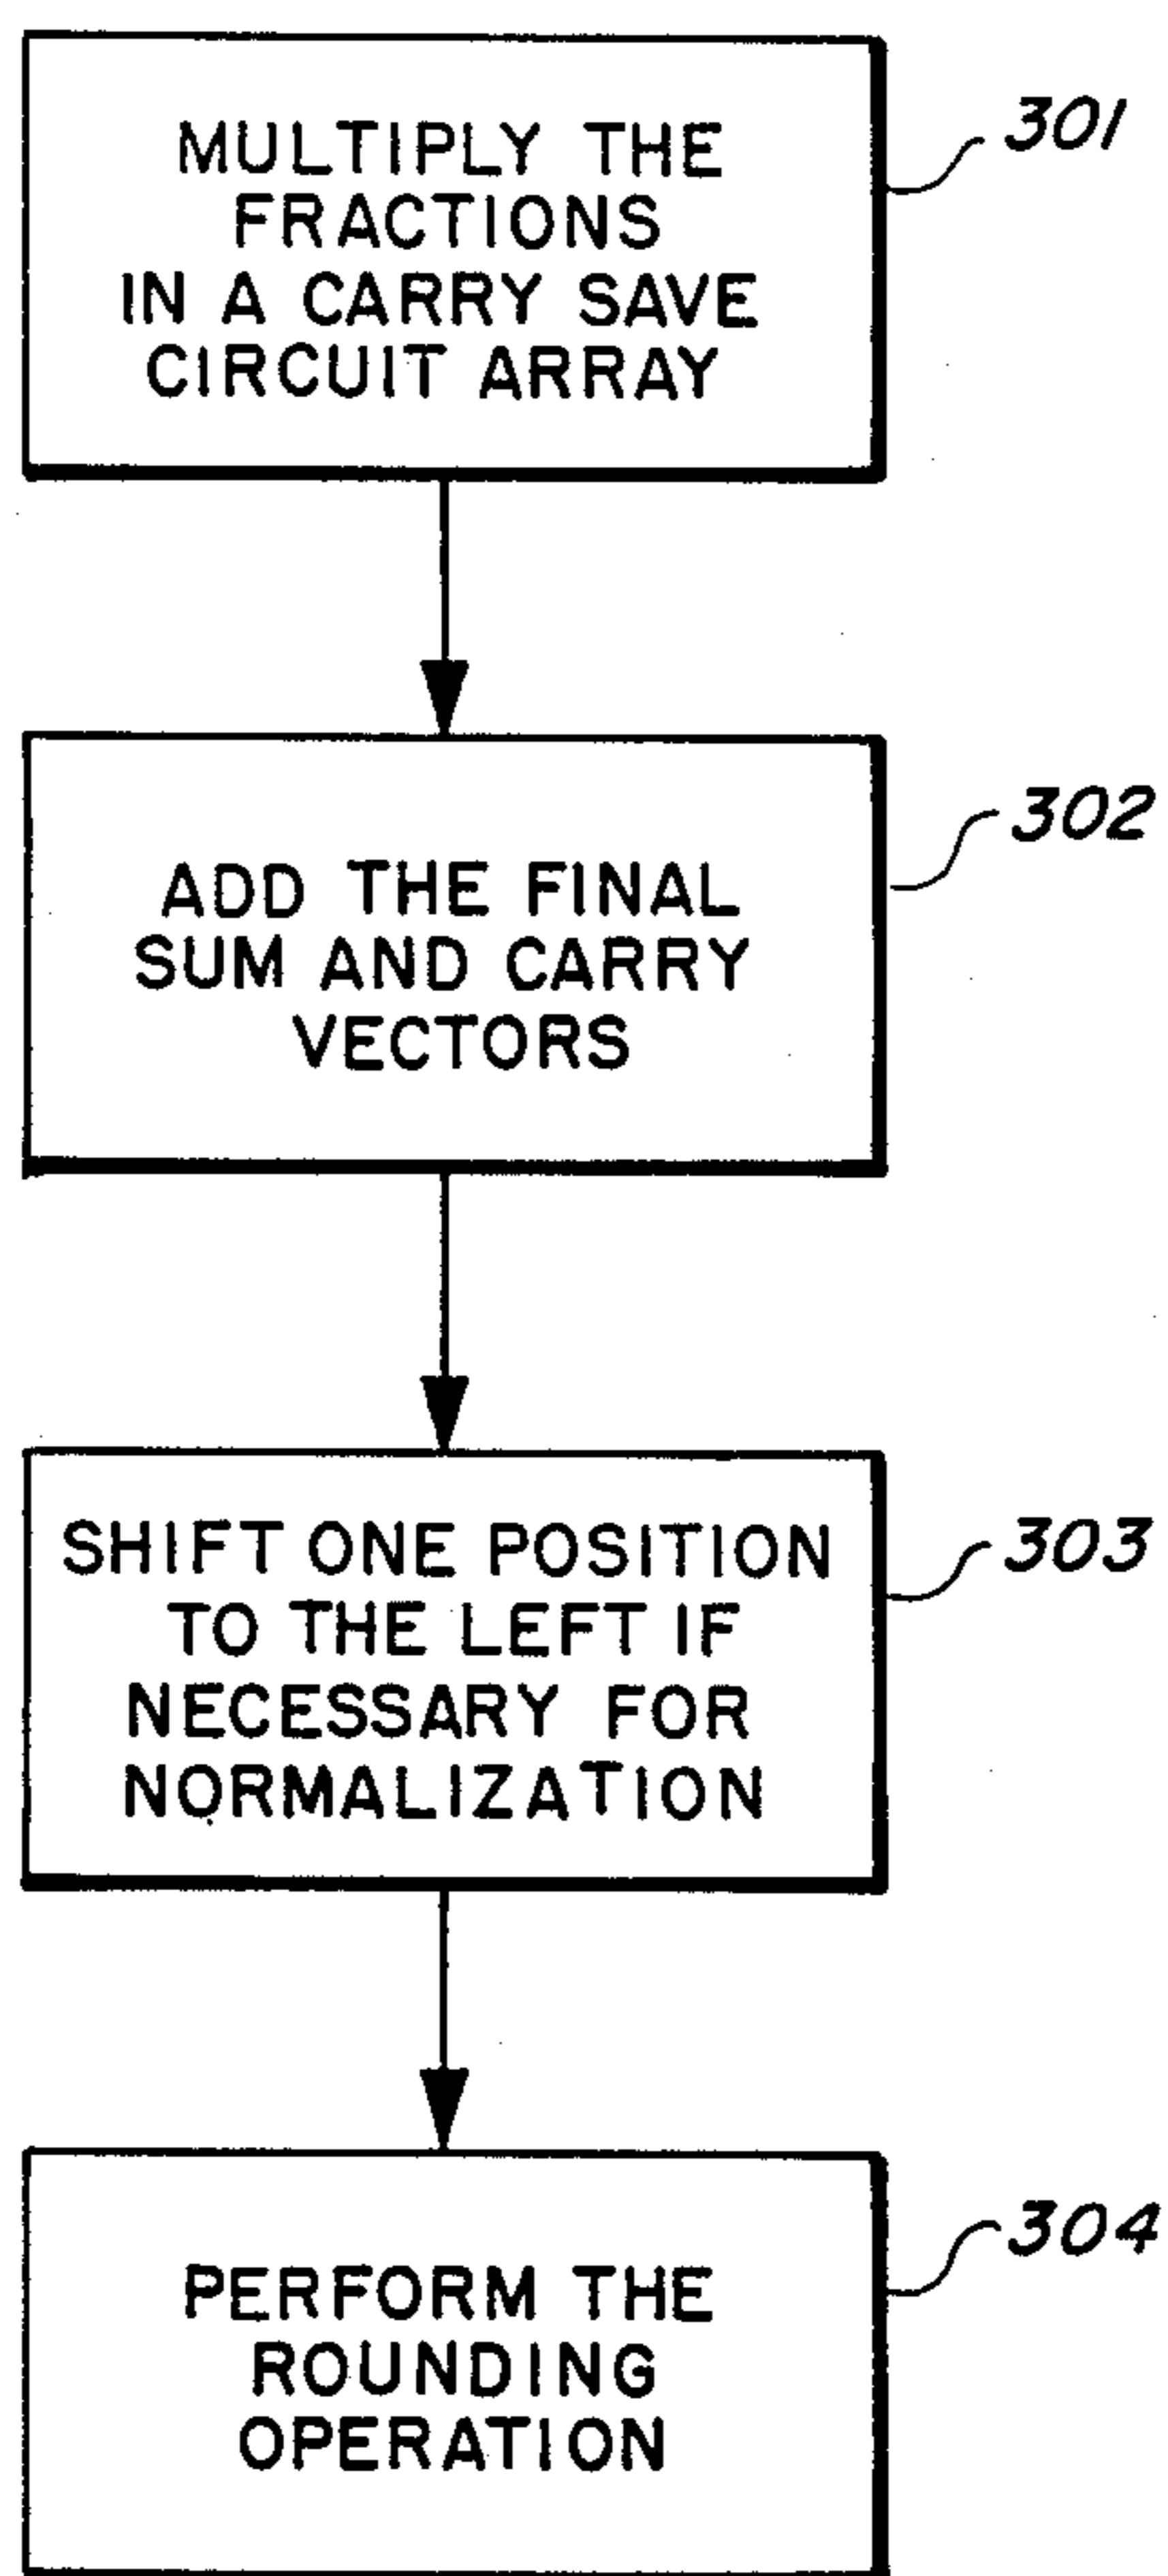 MULTIPLY THE
FRACTIONS
IN A CARRY SAVE
CIRCUIT ARRAY
301
ADD THE FINAL
SUM AND CARRY
VECTORS
302
SHIFT ONE POSITION
TO THE LEFT IF
NECESSARY FOR
NORMALIZATION
303
PERFORM THE
ROUNDING
OPERATION
304